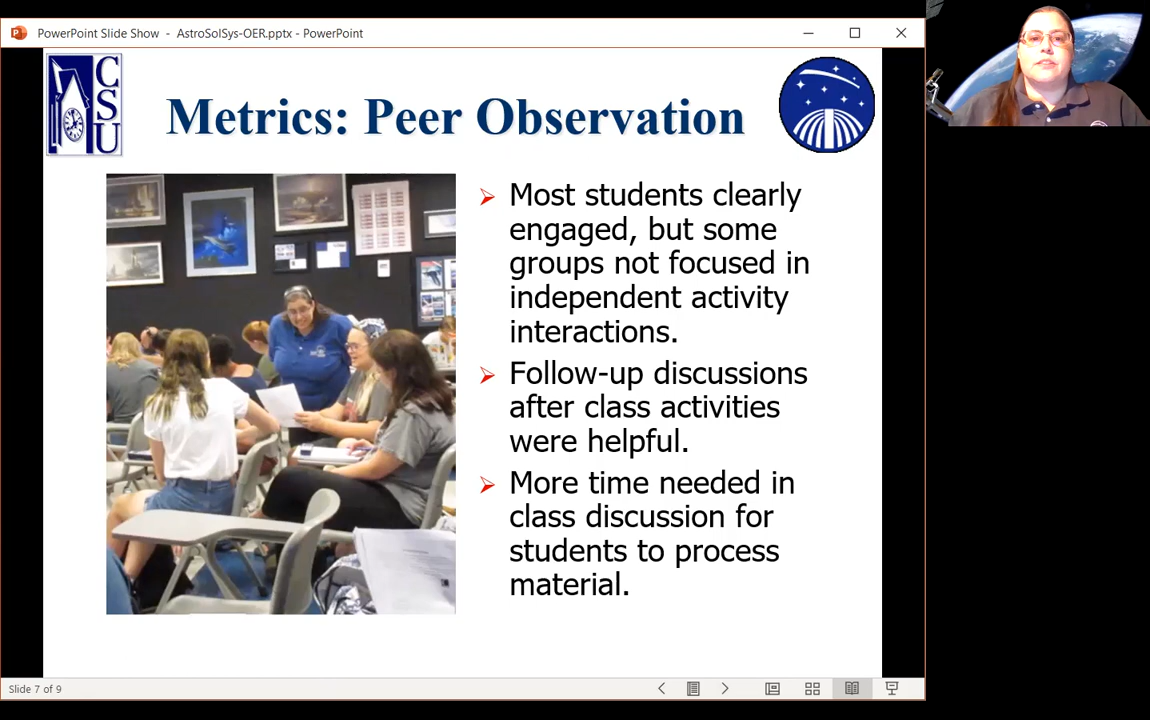 PowerPoint Slide Show - AstroSolSys-OER.pptx - PowerPoint
CSU
Metrics: Peer Observation
Most students clearly
engaged, but some
groups not focused in
independent activity
interactions.
Follow-up discussions
after class activities
were helpful.
More time needed in
class discussion for
students to process
material.
Slide 7 of 9